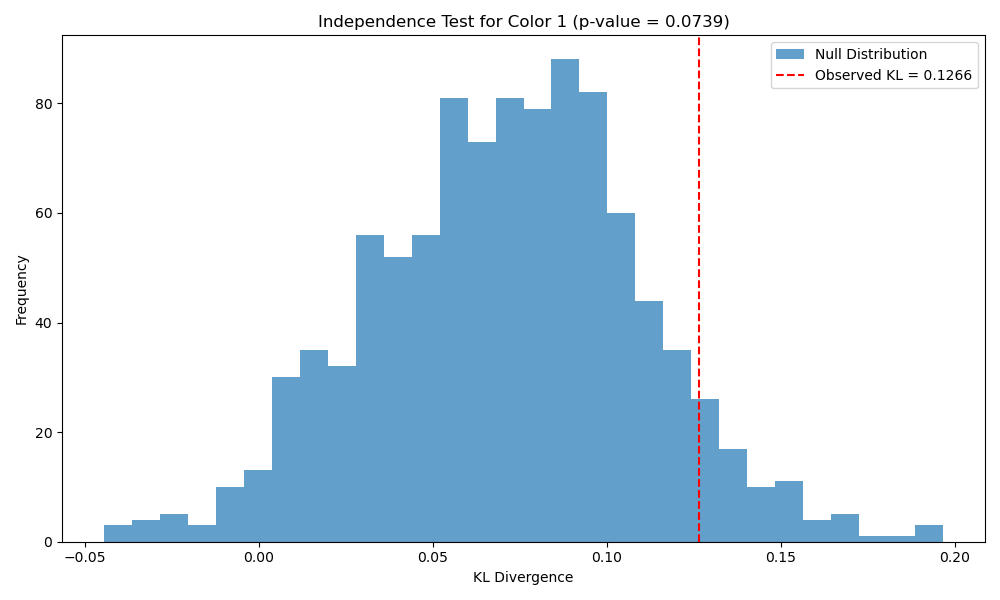 Independence Test for Color 1 (p-value = 0.0739)
Null Distribution
Observed KL = 0.1266
80
60
40
20
0
Frequency
−0.05
0.00
0.05
0.10
0.15
0.20
KL Divergence